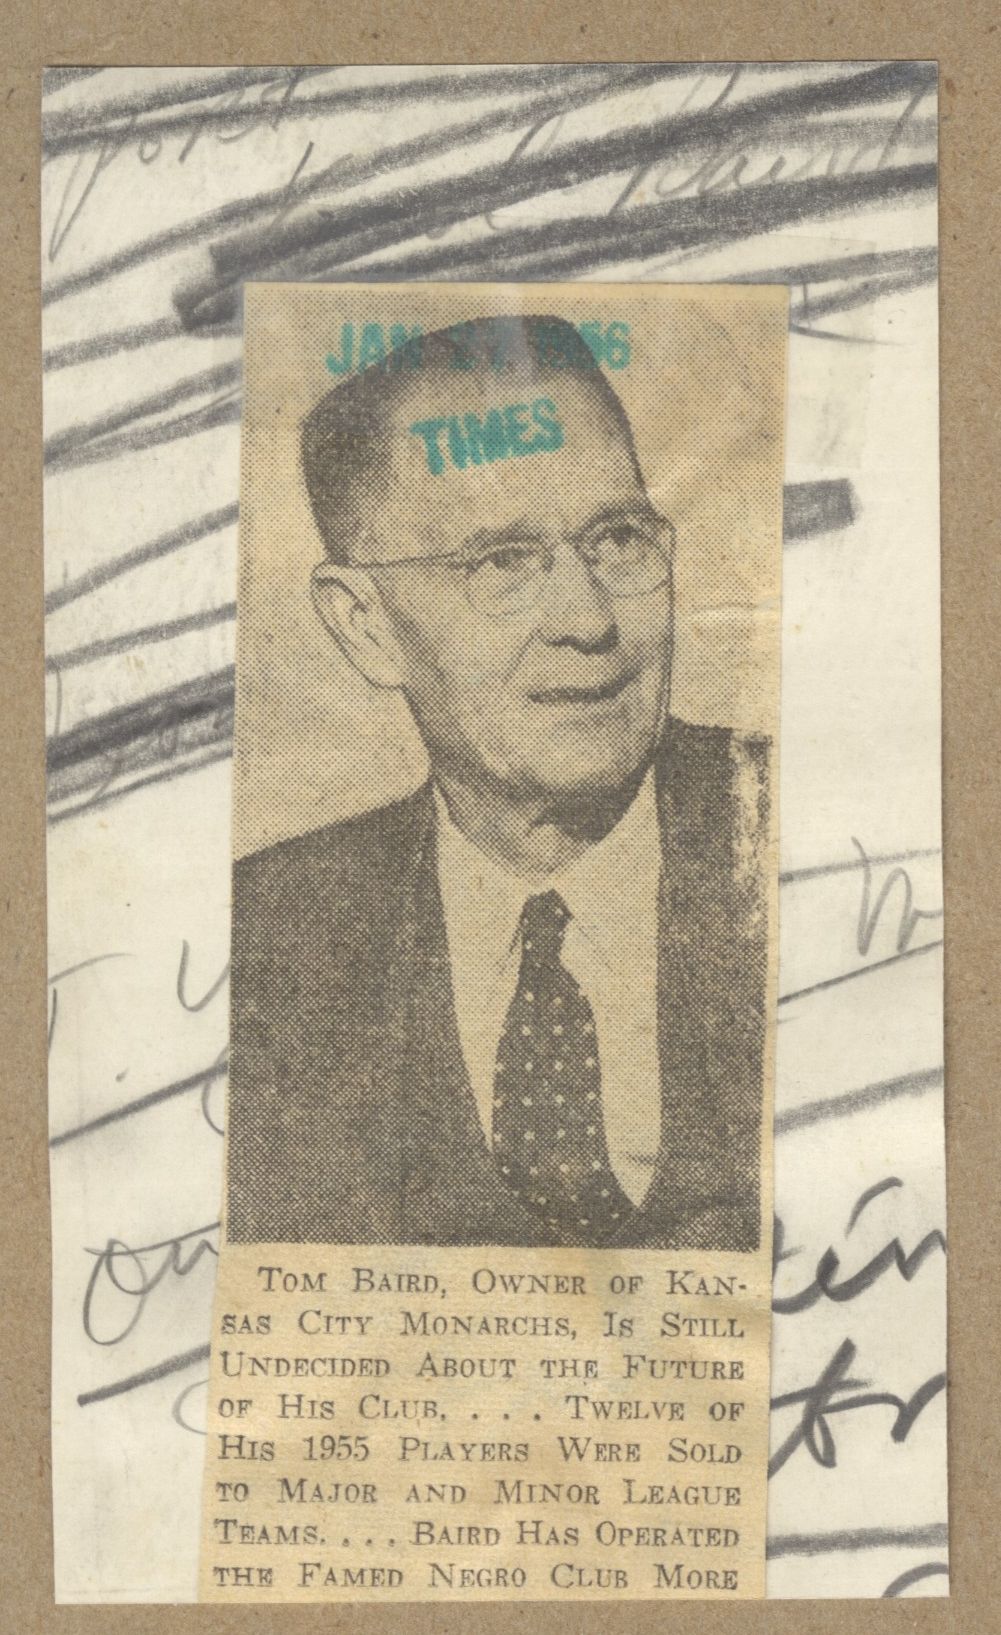 JAN 27 1956
TIMES
TOM BAIRD, OWNER OF KAN-
SAS CITY MONARCHS, IS STILL
UNDECIDED ABOUT THE FUTURE
OF HIS CLUB. . . . TWELVE OF
HIS 1955 PLAYERS WERE SOLD
TO MAJOR AND MINOR LEAGUE
TEAMS. . . . BAIRD HAS OPERATED
THE FAMED NEGRO CLUB MORE